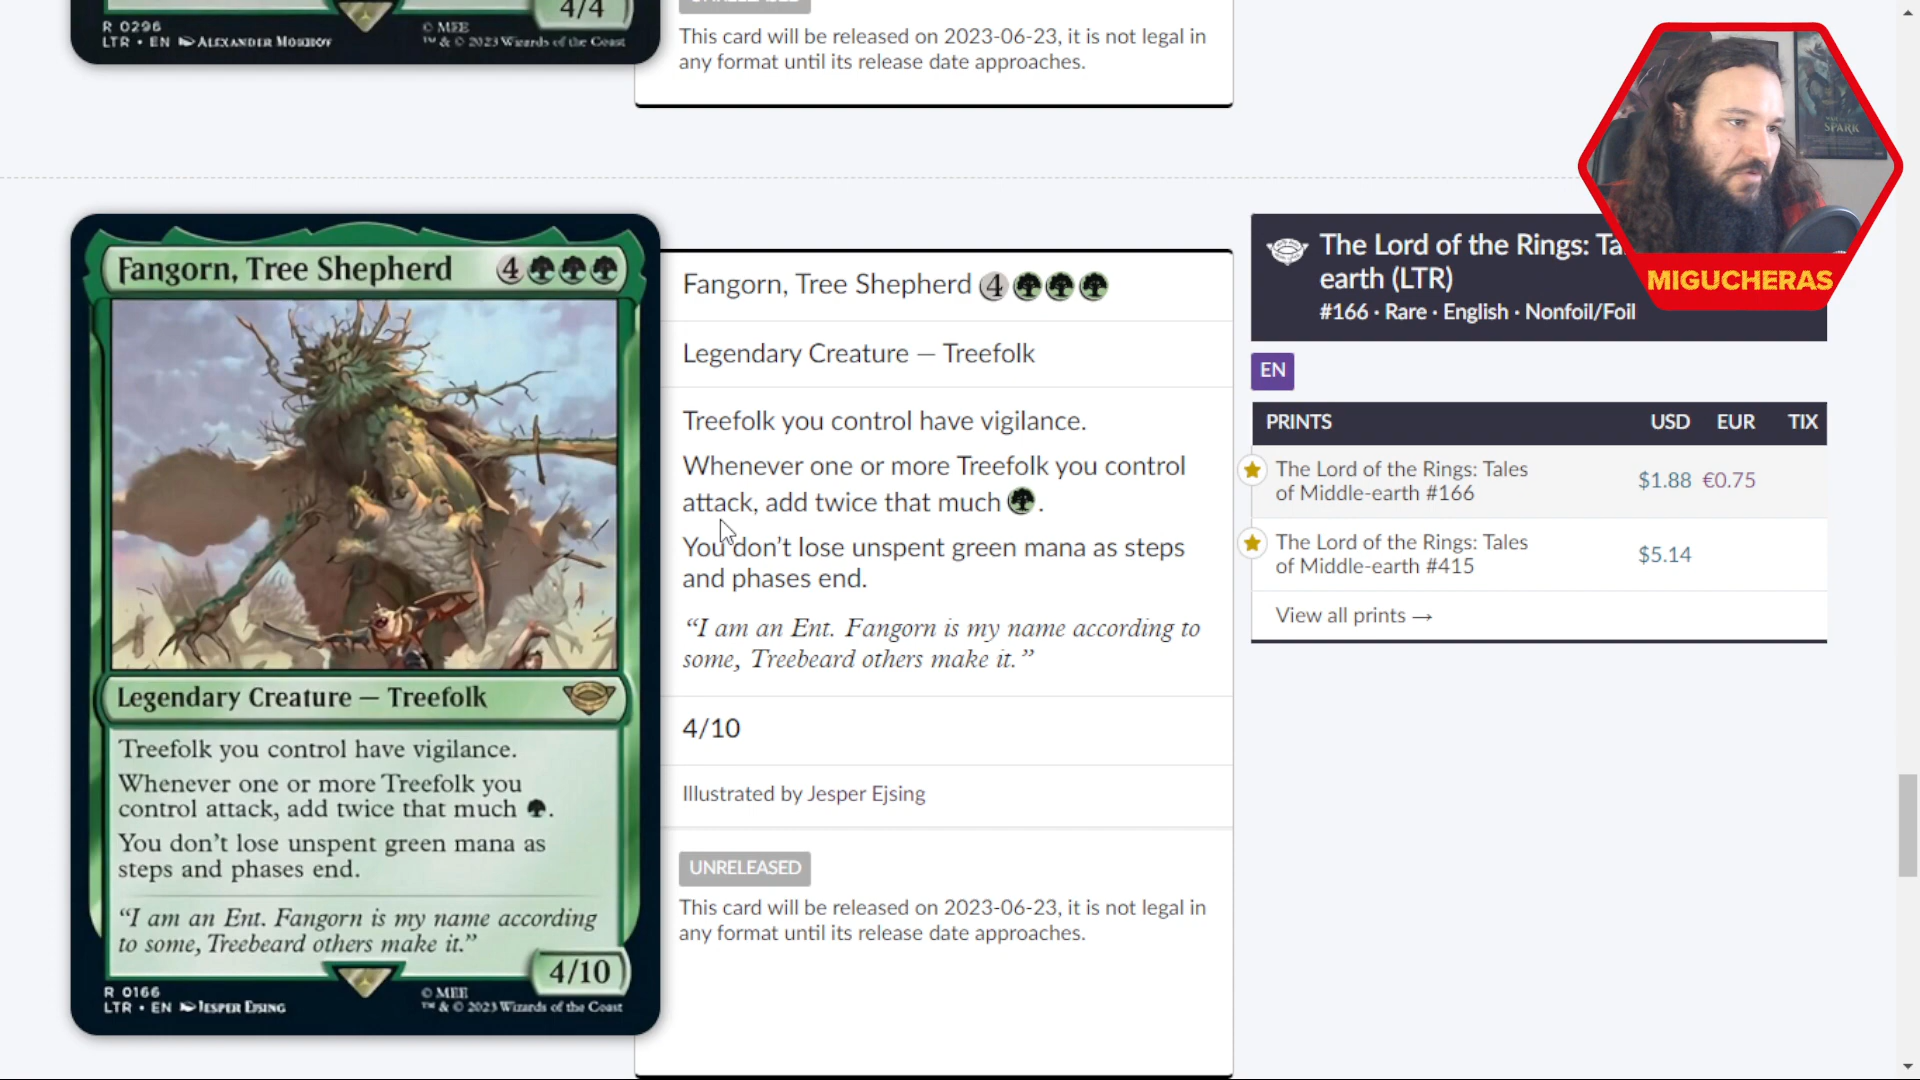 R 0296
LTR • EN ALEXANDER MOKHOV
4/4
© MEE
™ & © 2023 Wizards of the Coast
This card will be released on 2023-06-23, it is not legal in
any format until its release date approaches.
SPARK
MIGUCHERAS
Fangorn, Tree Shepherd 4
Legendary Creature — Treefolk
Treefolk you control have vigilance.
Whenever one or more Treefolk you
control attack, add twice that much .
You don’t lose unspent green mana as
steps and phases end.
“I am an Ent. Fangorn is my name according
to some, Treebeard others make it.”
4/10
R 0166
LTR • EN JESPER EJSING
© MEE
™ & © 2023 Wizards of the Coast
Fangorn, Tree Shepherd 4
Legendary Creature — Treefolk
Treefolk you control have vigilance.
Whenever one or more Treefolk you control
attack, add twice that much .
You don’t lose unspent green mana as steps
and phases end.
“I am an Ent. Fangorn is my name according to
some, Treebeard others make it.”
4/10
Illustrated by Jesper Ejsing
UNRELEASED
This card will be released on 2023-06-23, it is not legal in
any format until its release date approaches.
The Lord of the Rings: Ta
earth (LTR)
#166 · Rare · English · Nonfoil/Foil
EN
PRINTS USD EUR TIX
The Lord of the Rings: Tales
of Middle-earth #166
$1.88 €0.75
The Lord of the Rings: Tales
of Middle-earth #415
$5.14
View all prints →